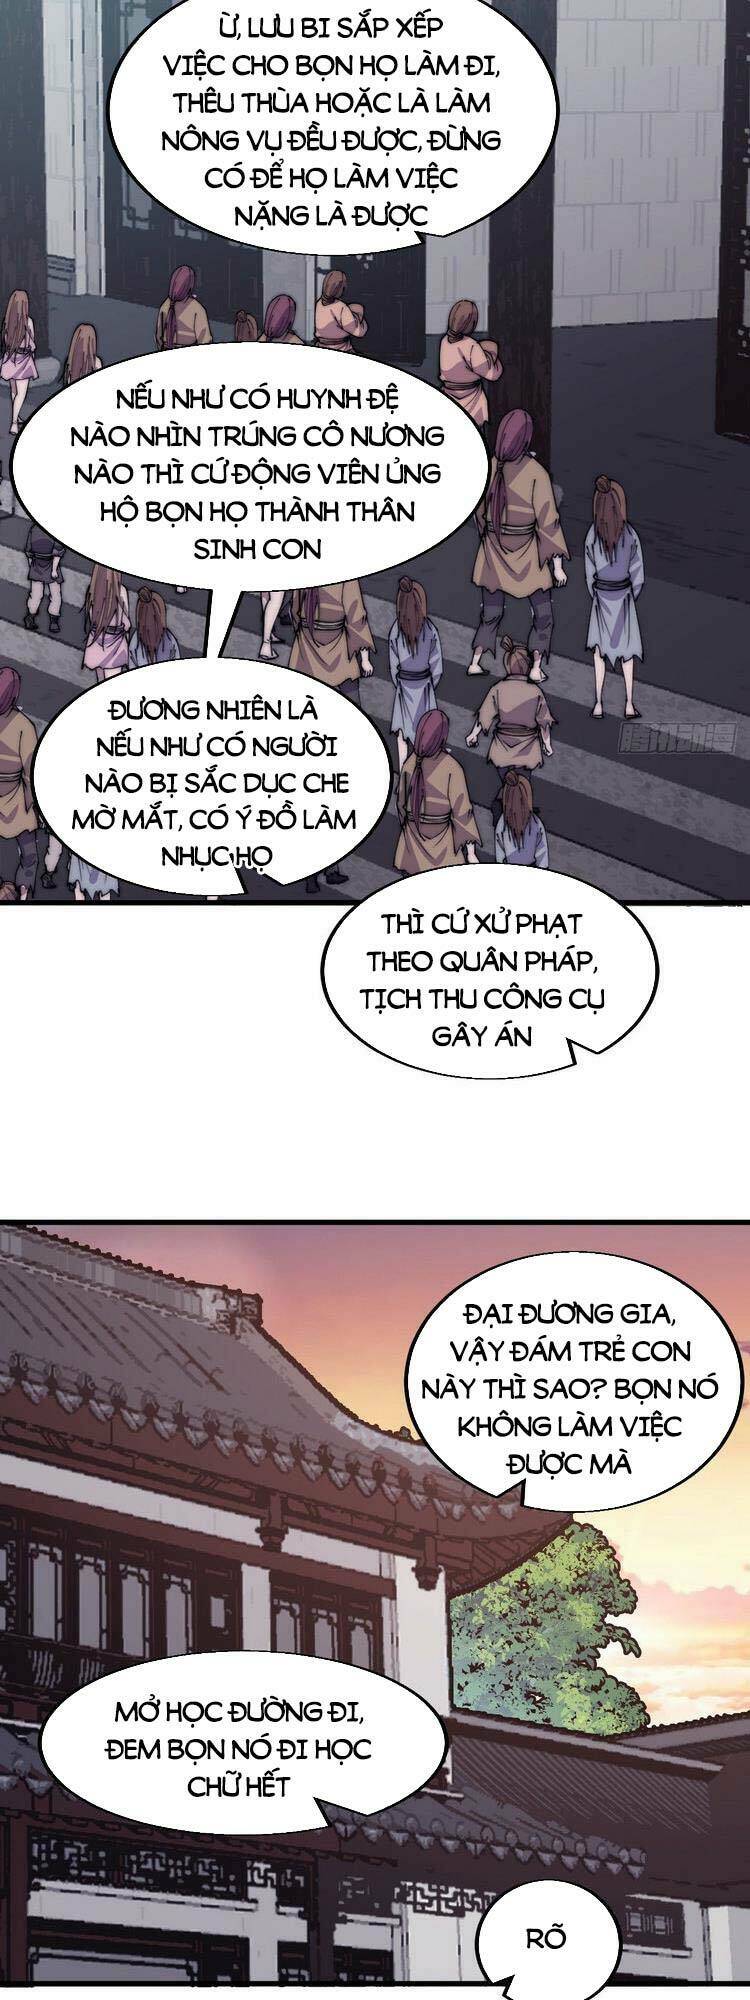 Ừ, LƯU BI SẮP XẾP
VIỆC CHO BỌN HỌ LÀM ĐI,
THÊU THÙA HOẶC LÀ LÀM
NÔNG VỤ ĐỀU ĐƯỢC, ĐỪNG
CÓ ĐỂ HỌ LÀM VIỆC
NẶNG LÀ ĐƯỢC
NẾU NHƯ CÓ HUYNH ĐỆ
NÀO NHÌN TRÚNG CÔ NƯƠNG
NÀO THÌ CỨ ĐỘNG VIÊN ỦNG
HỘ BỌN HỌ THÀNH THÂN
SINH CON
ĐƯƠNG NHIÊN LÀ
NẾU NHƯ CÓ NGƯỜI
NÀO BỊ SẮC DỤC CHE
MỜ MẮT, CÓ Ý ĐỒ LÀM
NHỤC HỌ
腾讯动漫
THÌ CỨ XỬ PHẠT
THEO QUÂN PHÁP,
TỊCH THU CÔNG CỤ
GÂY ÁN
ĐẠI ĐƯƠNG GIA,
VẬY ĐÁM TRẺ CON
NÀY THÌ SAO? BỌN NÓ
KHÔNG LÀM VIỆC
ĐƯỢC MÀ
MỞ HỌC ĐƯỜNG ĐI,
ĐEM BỌN NÓ ĐI HỌC
CHỮ HẾT
RÕ